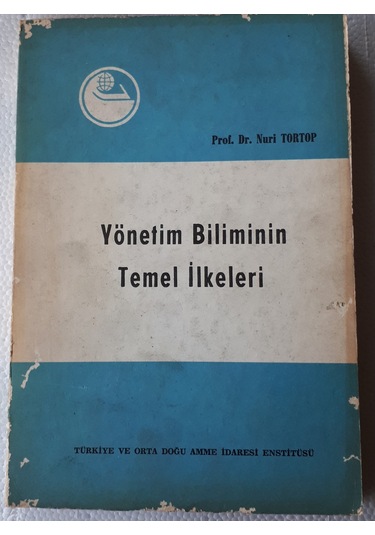 Prof. Dr. Nuri TORTOP
Yönetim Biliminin
Temel İlkeleri
TÜRKİYE VE ORTA DOĞU AMME İDARESİ ENSTİTÜSÜ